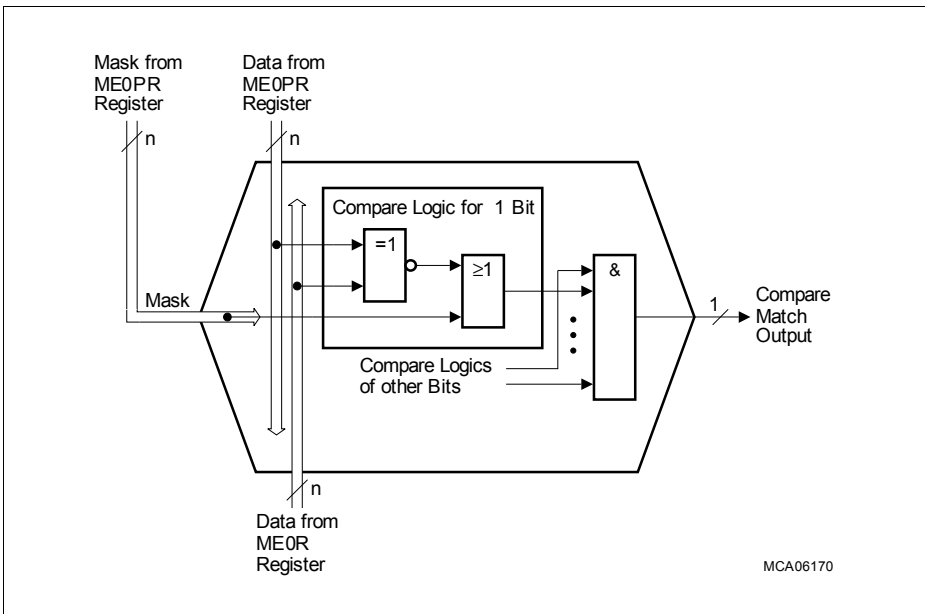 Mask from
ME0PR
Register
Data from
ME0PR
Register
n
n
Compare Logic for 1 Bit
=1
≥1
&
Mask
1
Compare
Match
Output
Compare Logics
of other Bits
n
Data from
ME0R
Register
MCA06170